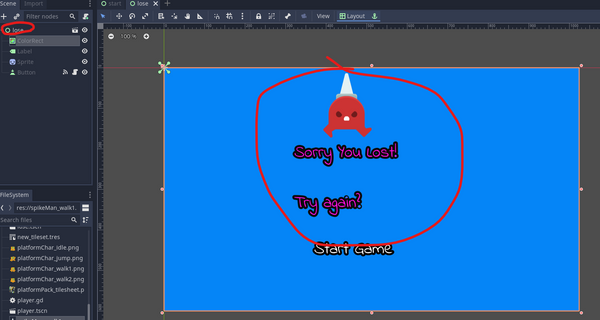 Scene
Import
start
lose
Filter nodes
View
Layout
lose
100 %
ColorRect
Label
Sprite
Button
Sorry You Lost!
Try again?
Start Game
FileSystem
res://spikeMan_walk1.
Search files
new_tileset.tres
platformChar_idle.png
platformChar_jump.png
platformChar_walk1.png
platformChar_walk2.png
platformPack_tilesheet.p
player.gd
player.tscn